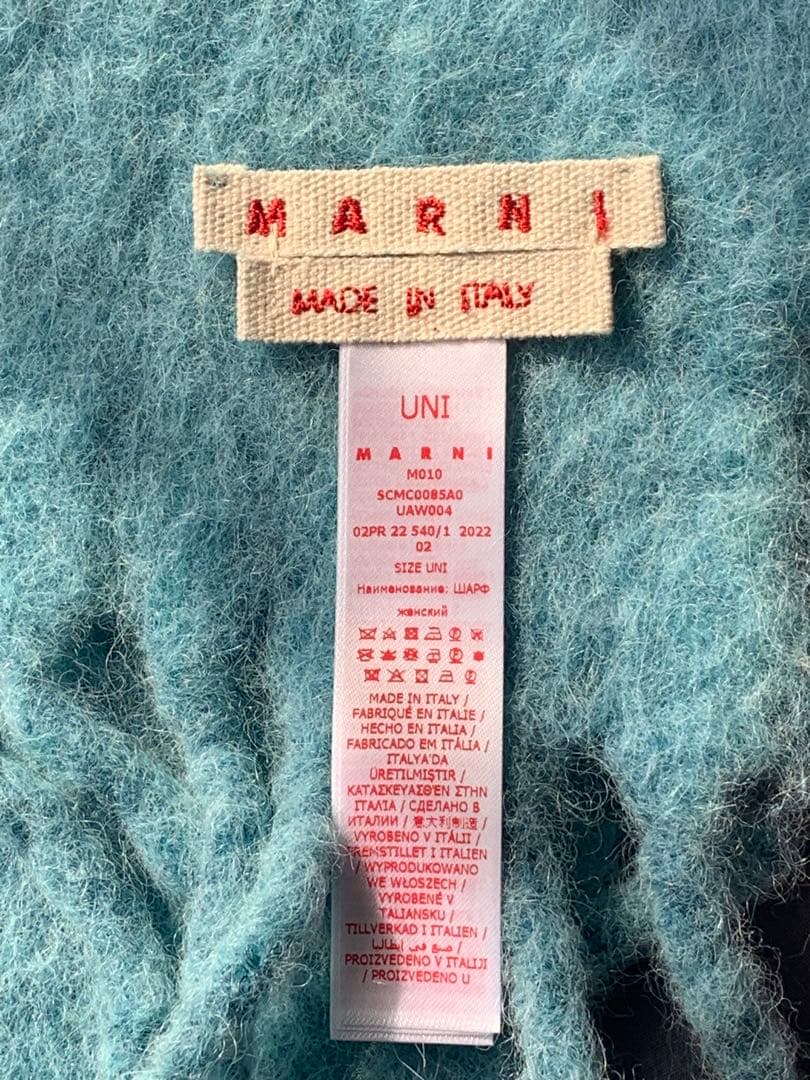 MARNI
MADE IN ITALY
UNI
MARNI
M010
SCMC0085A0
UAW004
02PR 22 540/1 2022
02
SIZE UNI
Наименование: ШАРФ
женский
MADE IN ITALY /
FABRIQUÉ EN ITALIE /
HECHO EN ITALIA /
FABRICADO EM ITÁLIA /
ITALYA'DA
ÜRETILMIŞTIR /
ΚΑΤΑΣΚΕΥΑΣΘΈΝ ΣΤΗΝ
ΙΤΑΛΙΑ / СДЕЛАНО В
ИТАЛИИ / 意大利制造 /
VYROBENO V ITÁLII /
FREMSTILLET I ITALIEN
/ WYPRODUKOWANO
WE WŁOSZECH /
VYROBENÉ V
TALIANSKU /
TILLVERKAD I ITALIEN /
صنع في إيطاليا /
PROIZVEDENO V ITALIJI
/ PROIZVEDENO U